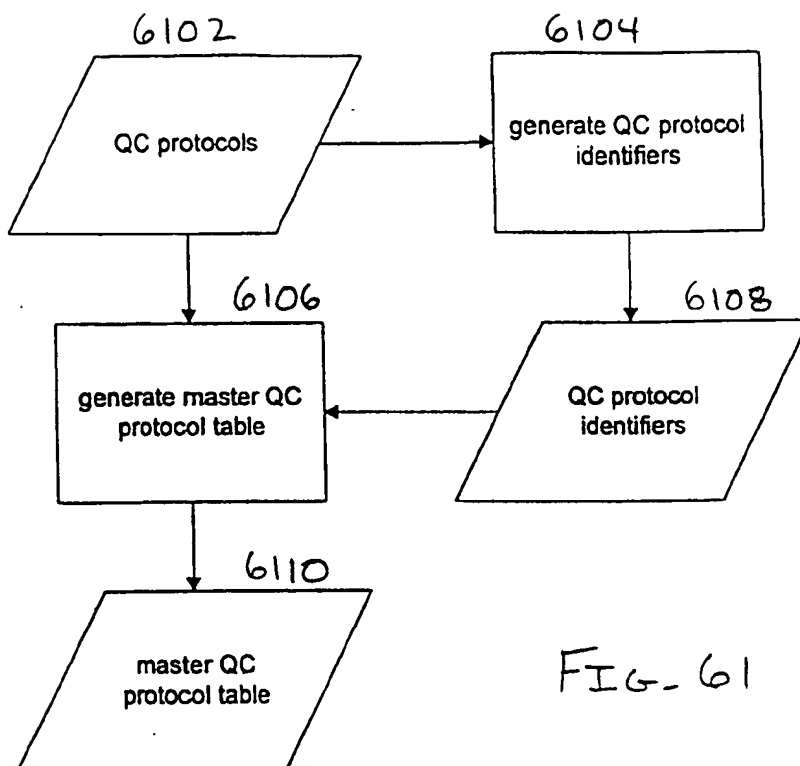 6102
6104
QC protocols
generate QC protocol
identifiers
6106
6108
generate master QC
protocol table
QC protocol
identifiers
6110
master QC
protocol table
FIG. 61